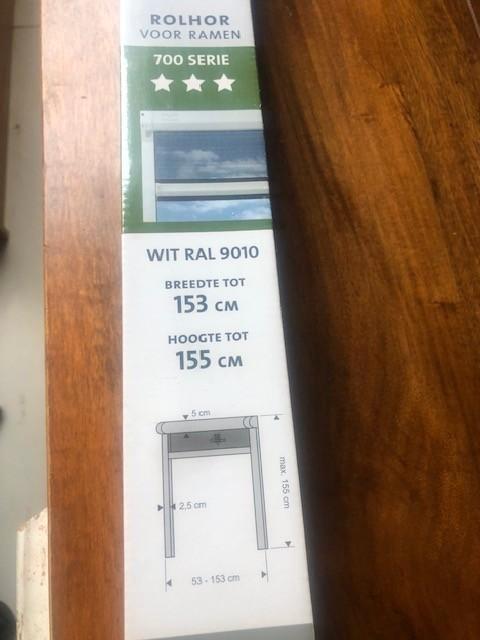 ROLHOR
VOOR RAMEN
700 SERIE
WIT RAL 9010
BREEDTE TOT
153 CM
HOOGTE TOT
155 CM
5 cm
max. 155 cm
2,5 cm
53 - 153 cm